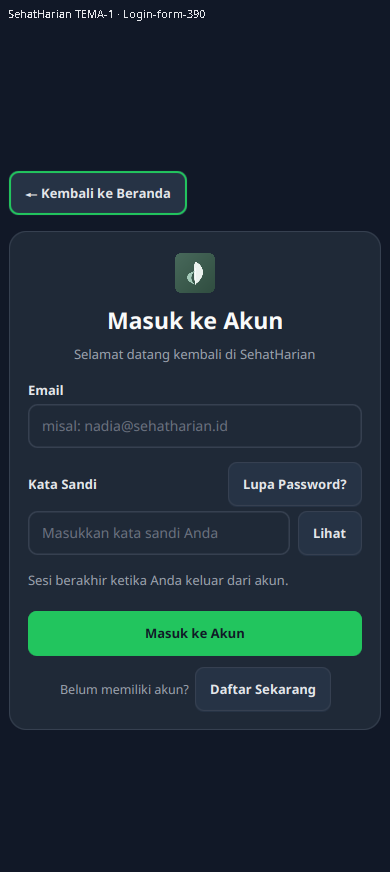 SehatHarian TEMA-1 · Login-form-390
← Kembali ke Beranda
Masuk ke Akun
Selamat datang kembali di SehatHarian
Email
misal: nadia@sehatharian.id
Kata Sandi
Lupa Password?
Masukkan kata sandi Anda
Lihat
Sesi berakhir ketika Anda keluar dari akun.
Masuk ke Akun
Belum memiliki akun?
Daftar Sekarang